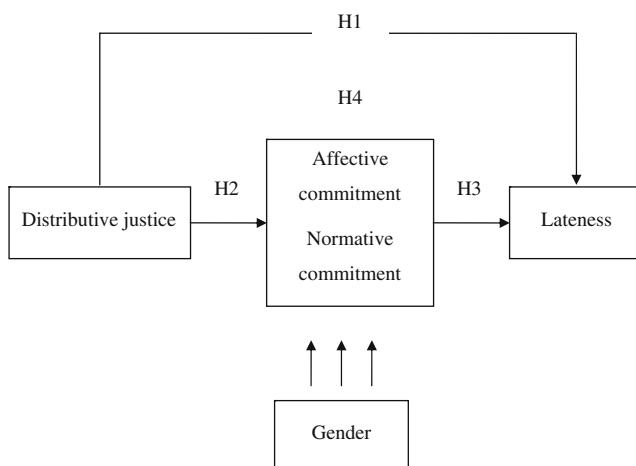 H1
H4
Affective
commitment
Normative
commitment
H2
H3
Distributive justice
Lateness
Gender